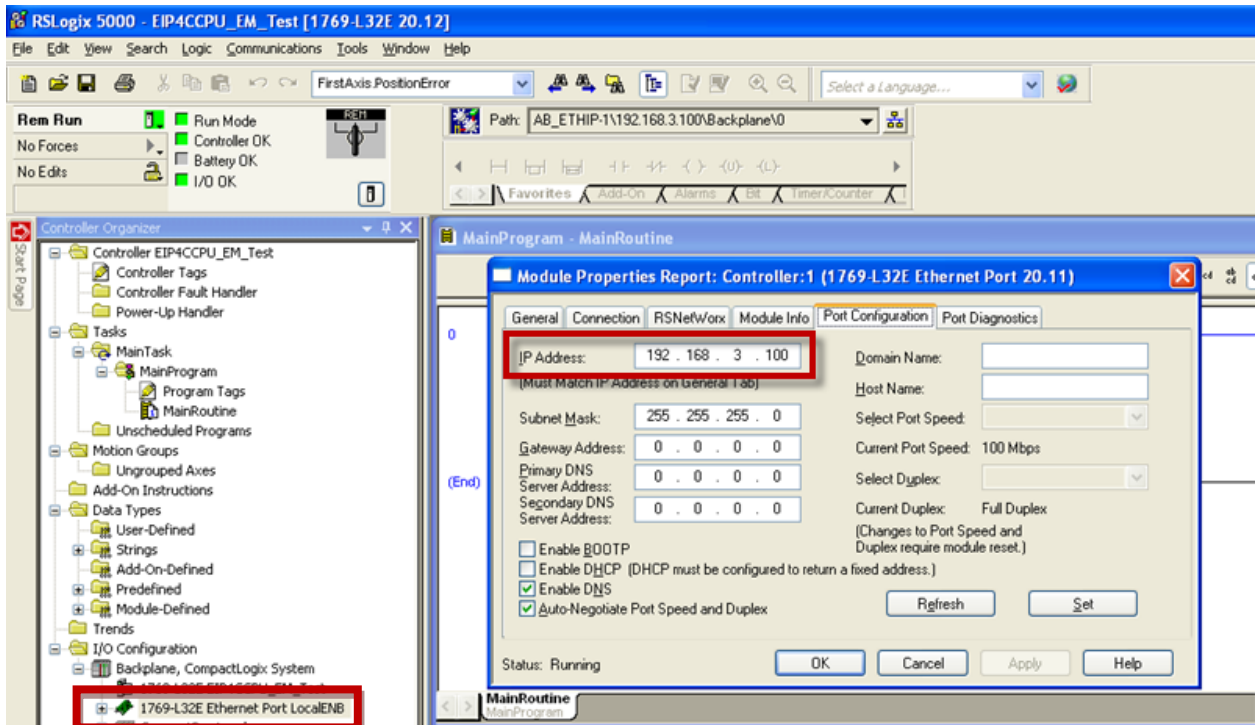 RSLogix 5000 - EIP4CCPU_EM_Test [1769-L32E 20.12]
File Edit View Search Logic Communications Tools Window Help
FirstAxis.PositionError
Select a Language...
Rem Run
Run Mode
REM
Path: AB_ETHIP-1\192.168.3.100\Backplane\0
No Forces
Controller OK
Battery OK
No Edits
I/O OK
Favorites Add-On Alarms Bit Timer/Counter
Start Page
Controller Organizer
Controller EIP4CCPU_EM_Test
Controller Tags
Controller Fault Handler
Power-Up Handler
Tasks
MainTask
MainProgram
Program Tags
MainRoutine
Unscheduled Programs
Motion Groups
Ungrouped Axes
Add-On Instructions
Data Types
User-Defined
Strings
Add-On-Defined
Predefined
Module-Defined
Trends
I/O Configuration
Backplane, CompactLogix System
1769-L32E EIP4CCPU_EM_Test
1769-L32E Ethernet Port LocalENB
MainProgram - MainRoutine
0
(End)
Module Properties Report: Controller:1 (1769-L32E Ethernet Port 20.11)
General Connection RSNetWorx Module Info Port Configuration Port Diagnostics
IP Address: 192 . 168 . 3 . 100
(Must Match IP Address on General Tab)
Subnet Mask: 255 . 255 . 255 . 0
Gateway Address: 0 . 0 . 0 . 0
Primary DNS
Server Address: 0 . 0 . 0 . 0
Secondary DNS
Server Address: 0 . 0 . 0 . 0
Domain Name:
Host Name:
Select Port Speed:
Current Port Speed: 100 Mbps
Select Duplex:
Current Duplex: Full Duplex
(Changes to Port Speed and
Duplex require module reset.)
Enable BOOTP
Enable DHCP (DHCP must be configured to return a fixed address.)
Enable DNS
Auto-Negotiate Port Speed and Duplex
Refresh Set
Status: Running
OK Cancel Apply Help
MainRoutine
MainProgram